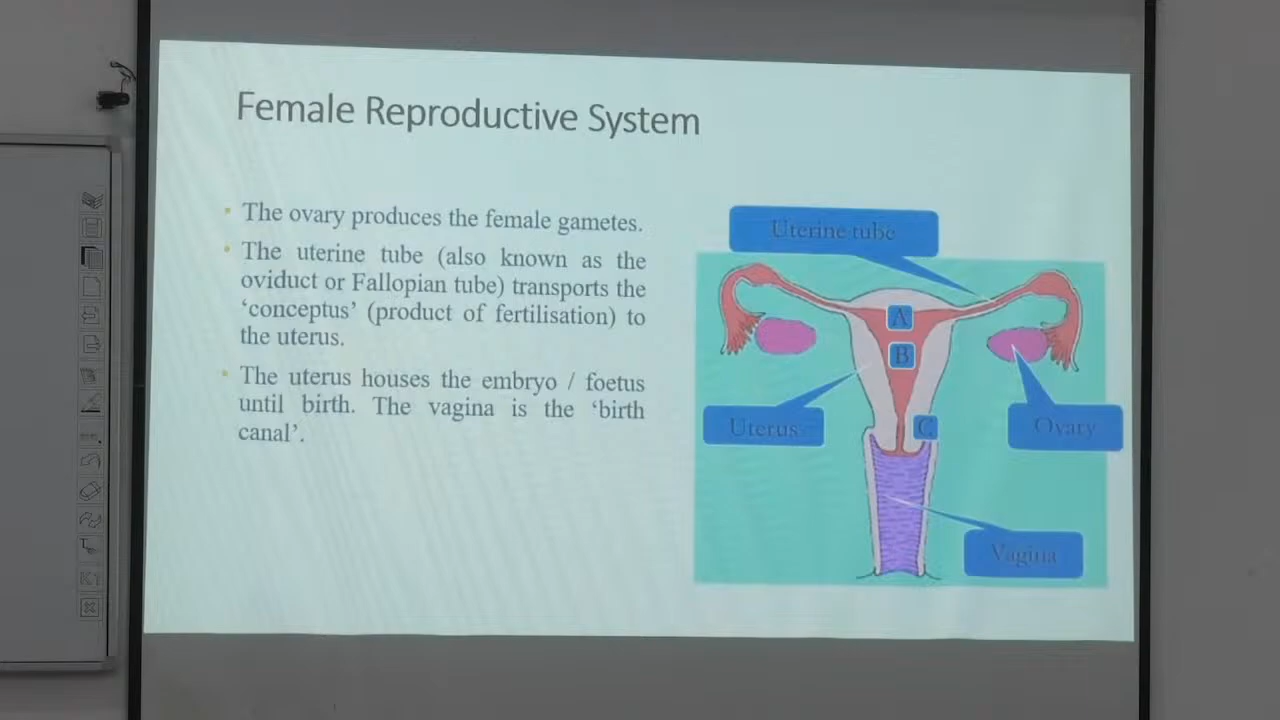 Female Reproductive System
The ovary produces the female gametes.
The uterine tube (also known as the
oviduct or Fallopian tube) transports the
‘conceptus’ (product of fertilisation) to
the uterus.
The uterus houses the embryo / foetus
until birth. The vagina is the ‘birth
canal’.
Uterine tube
A
B
Uterus
C
Ovary
Vagina